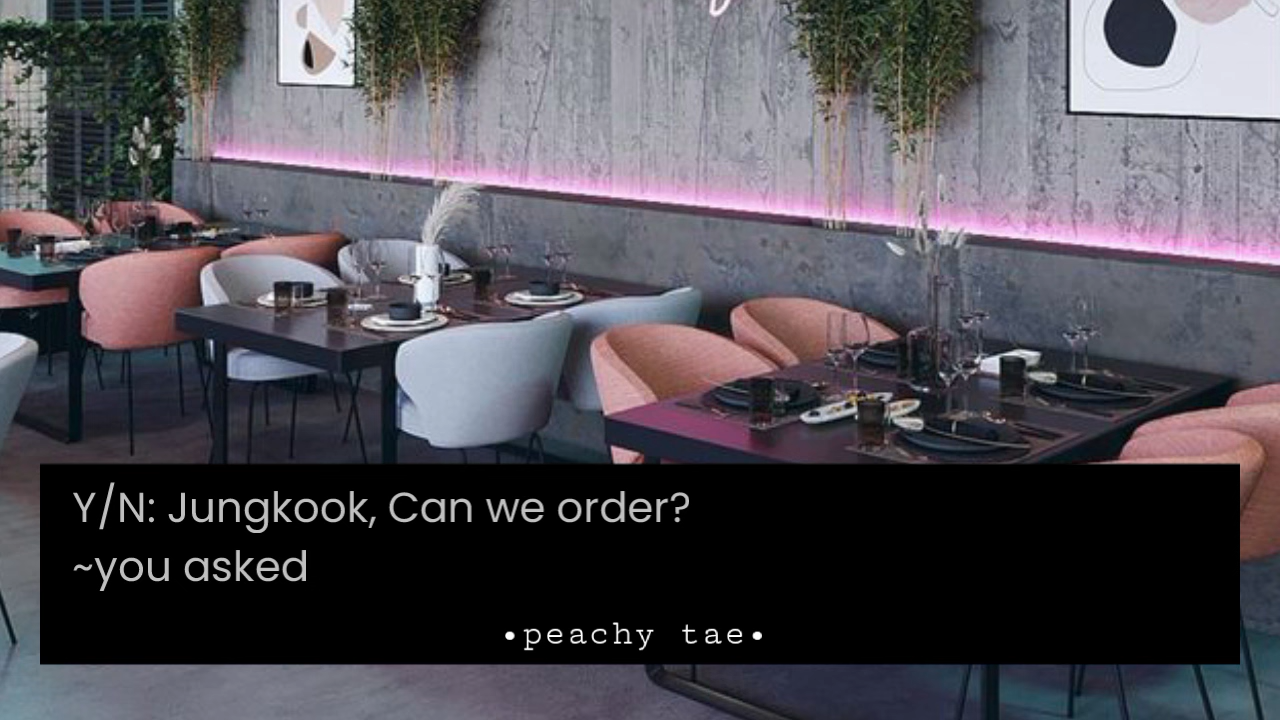 Y/N: Jungkook, Can we order?
~you asked
•peachy tae•